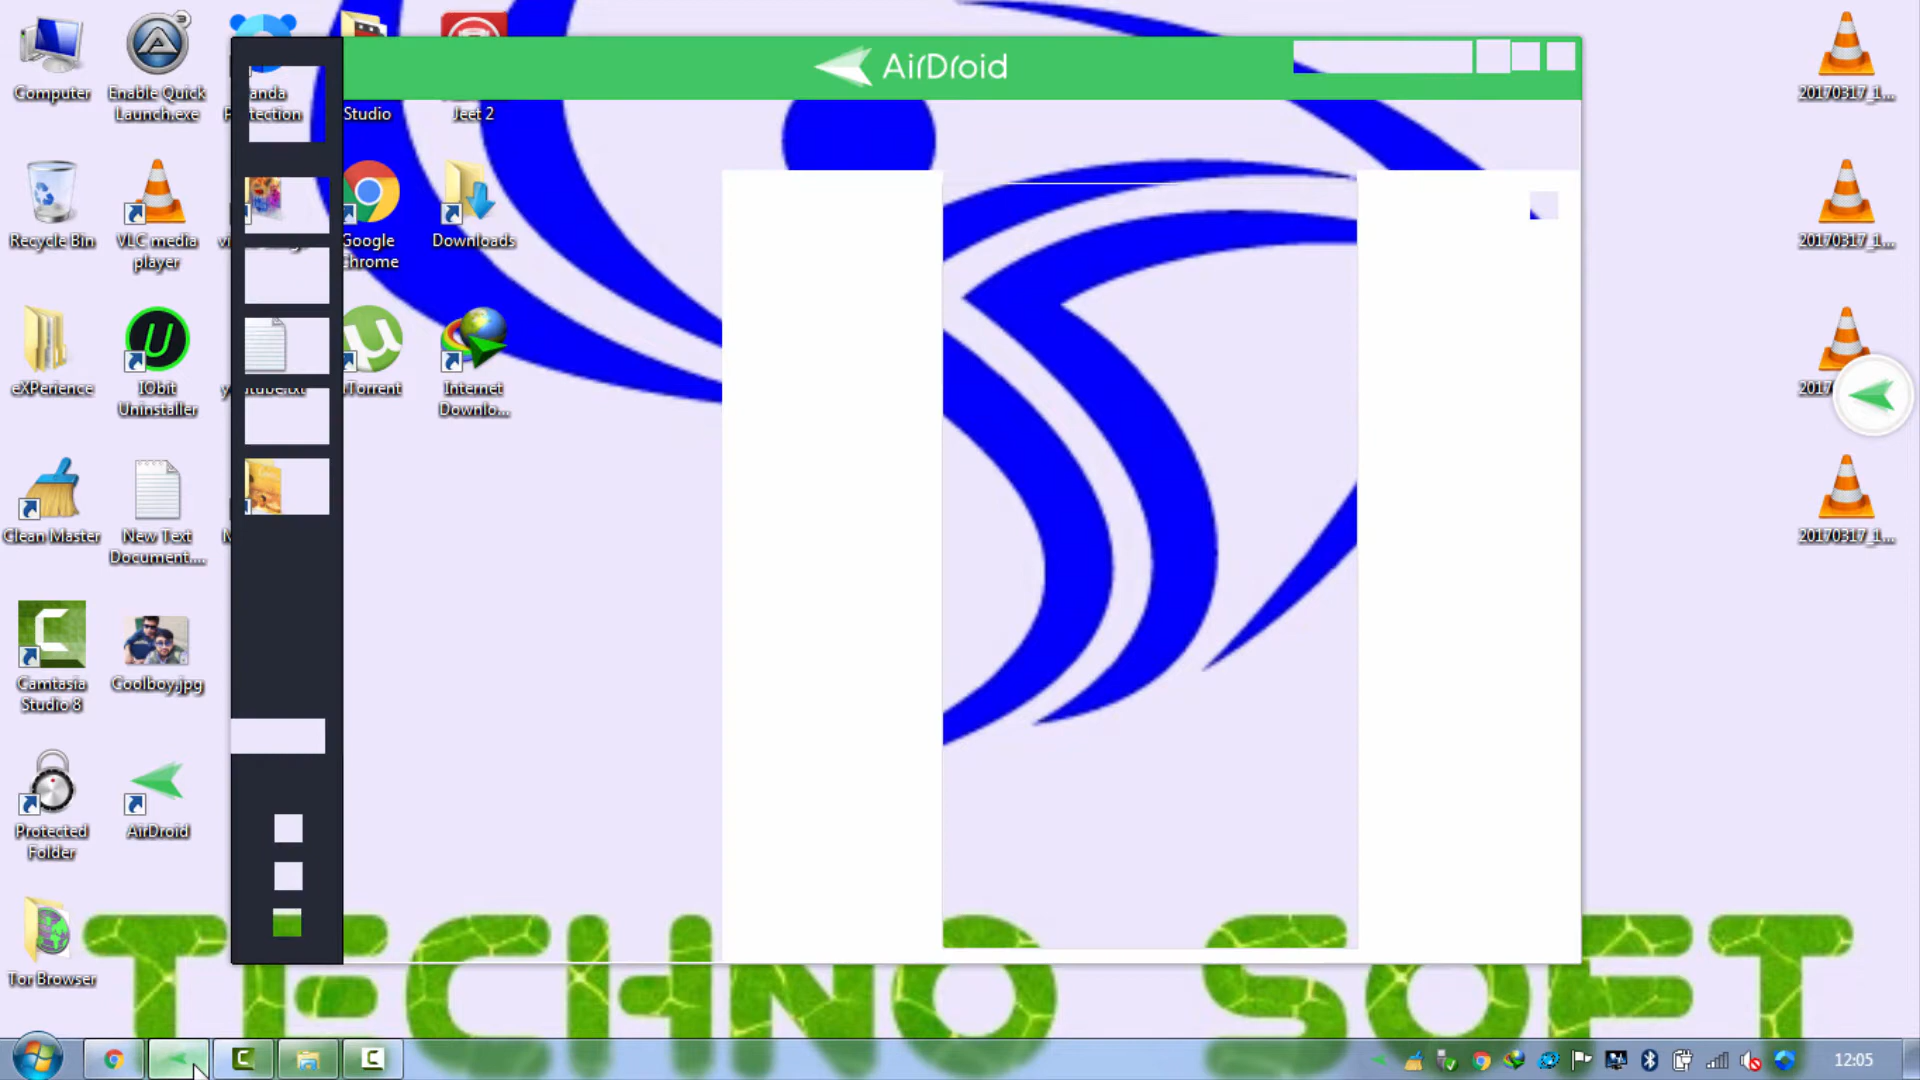 AirDroid
Computer
Enable Quick
Launch.exe
Studio
Jeet 2
20170317_1...
Recycle Bin
VLC media
player
Google
Chrome
Downloads
20170317_1...
eXPerience
IObit
Uninstaller
Internet
Downlo...
Clean Master
New Text
Document....
20170317_1...
Camtasia
Studio 8
Coolboy.jpg
Protected
Folder
AirDroid
Tor Browser
TECHNO SOFT
12:05